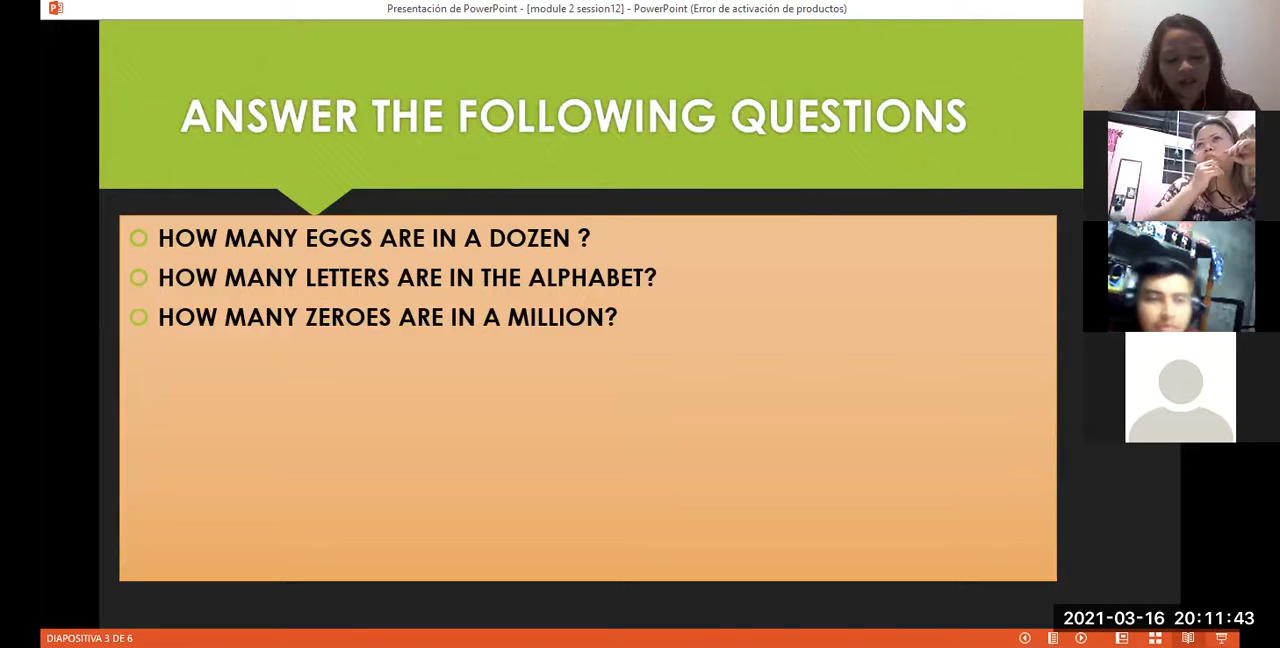 Presentación de PowerPoint - [module 2 session12] - PowerPoint (Error de activación de productos)
ANSWER THE FOLLOWING QUESTIONS
HOW MANY EGGS ARE IN A DOZEN ?
HOW MANY LETTERS ARE IN THE ALPHABET?
HOW MANY ZEROES ARE IN A MILLION?
2021-03-16 20:11:43
DIAPOSITIVA 3 DE 6